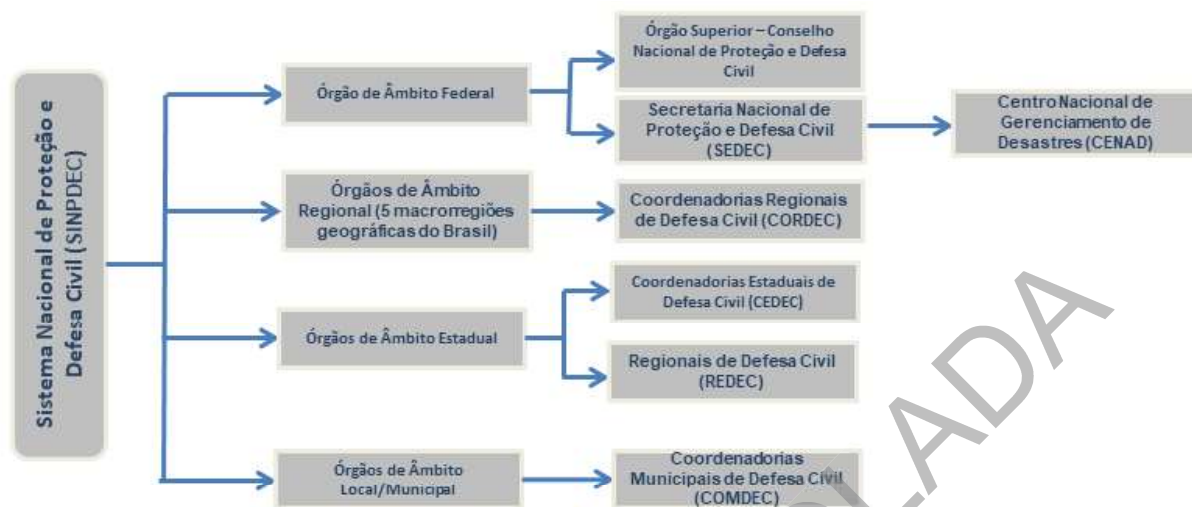 Sistema Nacional de Proteção e
Defesa Civil (SINPDEC)
Órgão de Âmbito Federal
Órgão Superior – Conselho
Nacional de Proteção e Defesa
Civil
Secretaria Nacional de
Proteção e Defesa Civil
(SEDEC)
Centro Nacional de
Gerenciamento de
Desastres (CENAD)
Órgãos de Âmbito
Regional (5 macrorregiões
geográficas do Brasil)
Coordenadorias Regionais
de Defesa Civil (CORDEC)
Órgãos de Âmbito Estadual
Coordenadorias Estaduais de
Defesa Civil (CEDEC)
Regionais de Defesa Civil
(REDEC)
Órgãos de Âmbito
Local/Municipal
Coordenadorias
Municipais de Defesa Civil
(COMDEC)
LADA